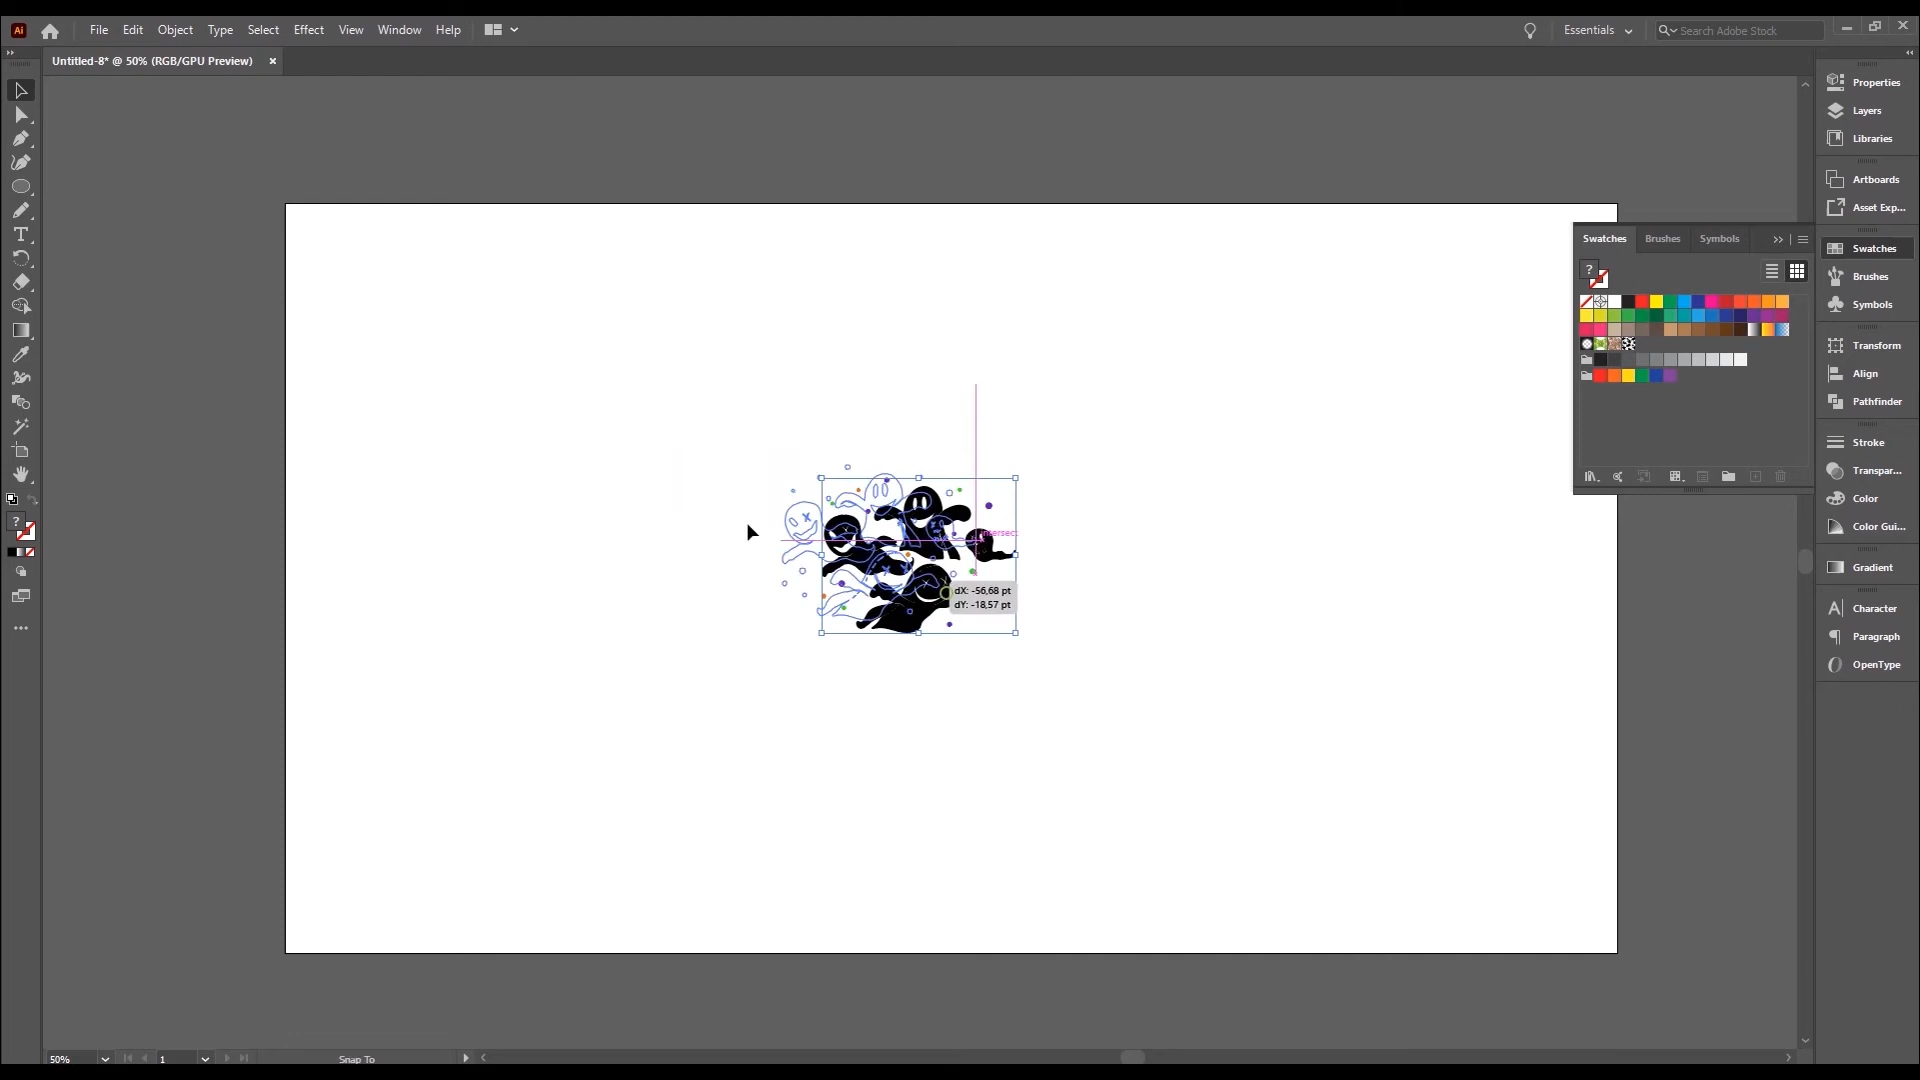 Ai File Edit Object Type Select Effect View Window Help
Essentials
Search Adobe Stock
Untitled-8* @ 50% (RGB/GPU Preview) ×
Properties
Layers
Libraries
Artboards
Asset Exp...
Swatches Brushes Symbols
?
Swatches
Brushes
Symbols
Transform
Align
Pathfinder
Stroke
Transpar...
Color
Color Gui...
Gradient
Character
Paragraph
OpenType
T
?
intersect
dX: -56,68 pt
dY: -18,57 pt
50% 1 Snap To